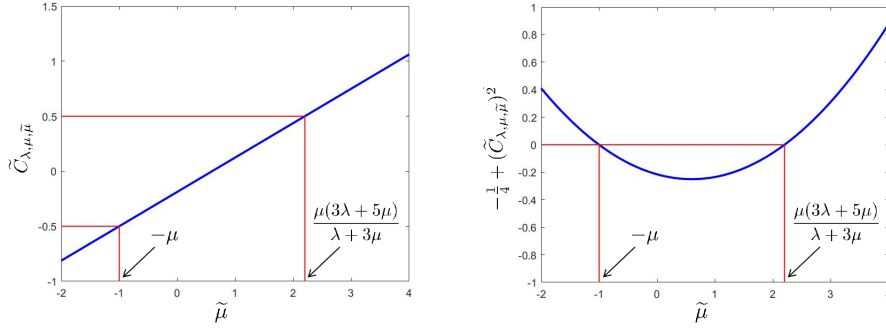 1.5
1
0.5
0
-0.5
-1
-2 -1 0 1 2 3 4
C̃_{λ,μ,μ̃}
μ̃
−μ
μ(3λ + 5μ)
λ + 3μ
1
0.8
0.6
0.4
0.2
0
-0.2
-0.4
-0.6
-0.8
-1
-2 -1 0 1 2 3 4
−1/4 + (C̃_{λ,μ,μ̃})²
μ̃
−μ
μ(3λ + 5μ)
λ + 3μ